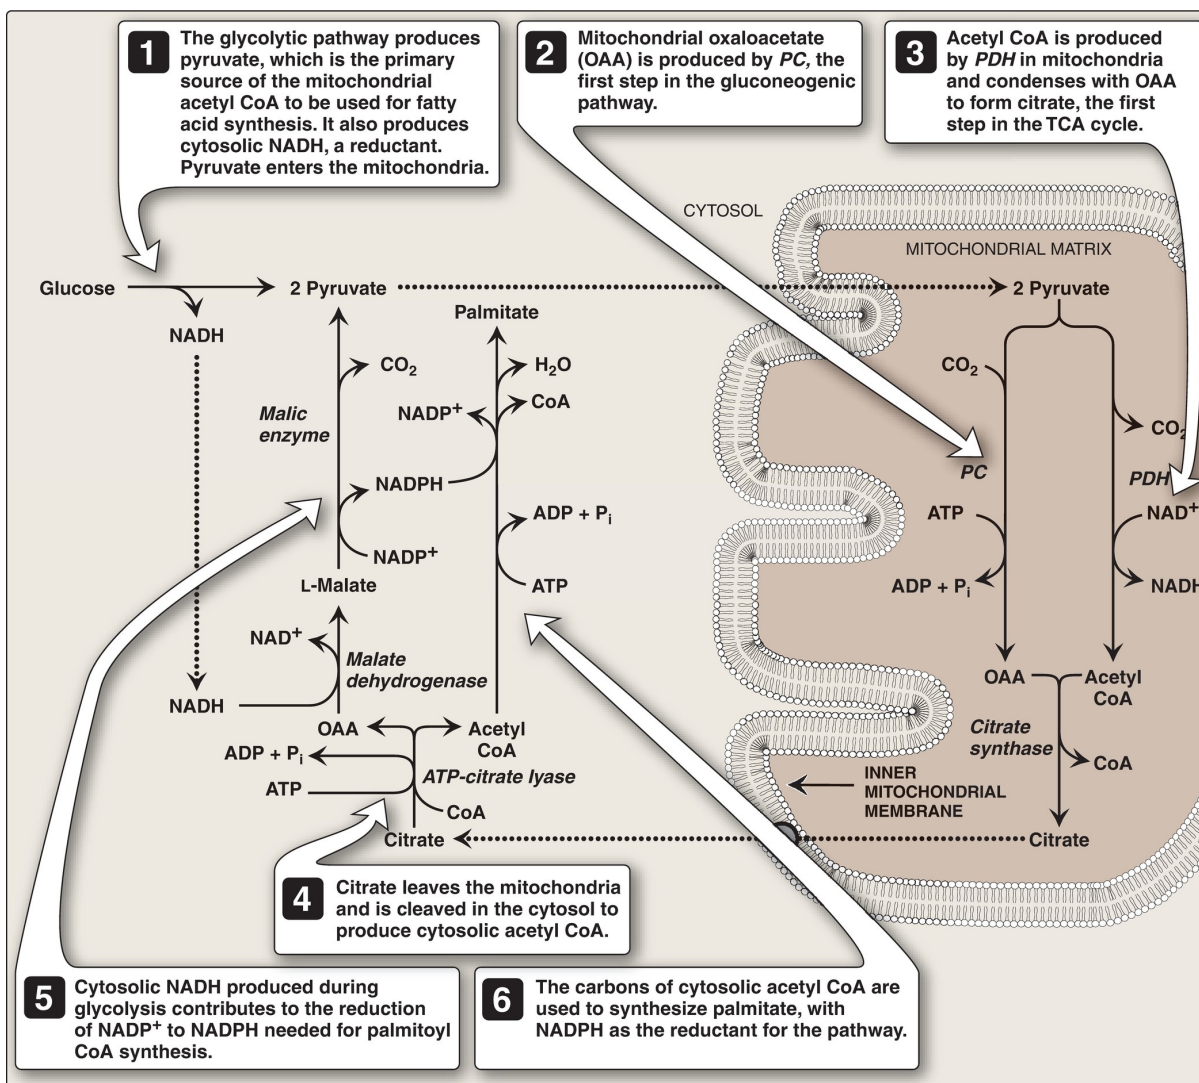 1
The glycolytic pathway produces
pyruvate, which is the primary
source of the mitochondrial
acetyl CoA to be used for fatty
acid synthesis. It also produces
cytosolic NADH, a reductant.
Pyruvate enters the mitochondria.
2
Mitochondrial oxaloacetate
(OAA) is produced by PC, the
first step in the gluconeogenic
pathway.
3
Acetyl CoA is produced
by PDH in mitochondria
and condenses with OAA
to form citrate, the first
step in the TCA cycle.
CYTOSOL
MITOCHONDRIAL MATRIX
Glucose
2 Pyruvate
2 Pyruvate
NADH
Palmitate
CO₂
H₂O
CO₂
NADP⁺
CoA
Malic
enzyme
CO₂
NADPH
PC
PDH
ADP + Pᵢ
ATP
NAD⁺
NADP⁺
L-Malate
ATP
ADP + Pᵢ
NADH
NAD⁺
Malate
dehydrogenase
NADH
OAA
Acetyl
CoA
OAA
Acetyl
CoA
Citrate
synthase
ADP + Pᵢ
ATP-citrate lyase
CoA
ATP
CoA
INNER
MITOCHONDRIAL
MEMBRANE
Citrate
Citrate
4
Citrate leaves the mitochondria
and is cleaved in the cytosol to
produce cytosolic acetyl CoA.
5
Cytosolic NADH produced during
glycolysis contributes to the reduction
of NADP⁺ to NADPH needed for palmitoyl
CoA synthesis.
6
The carbons of cytosolic acetyl CoA are
used to synthesize palmitate, with
NADPH as the reductant for the pathway.